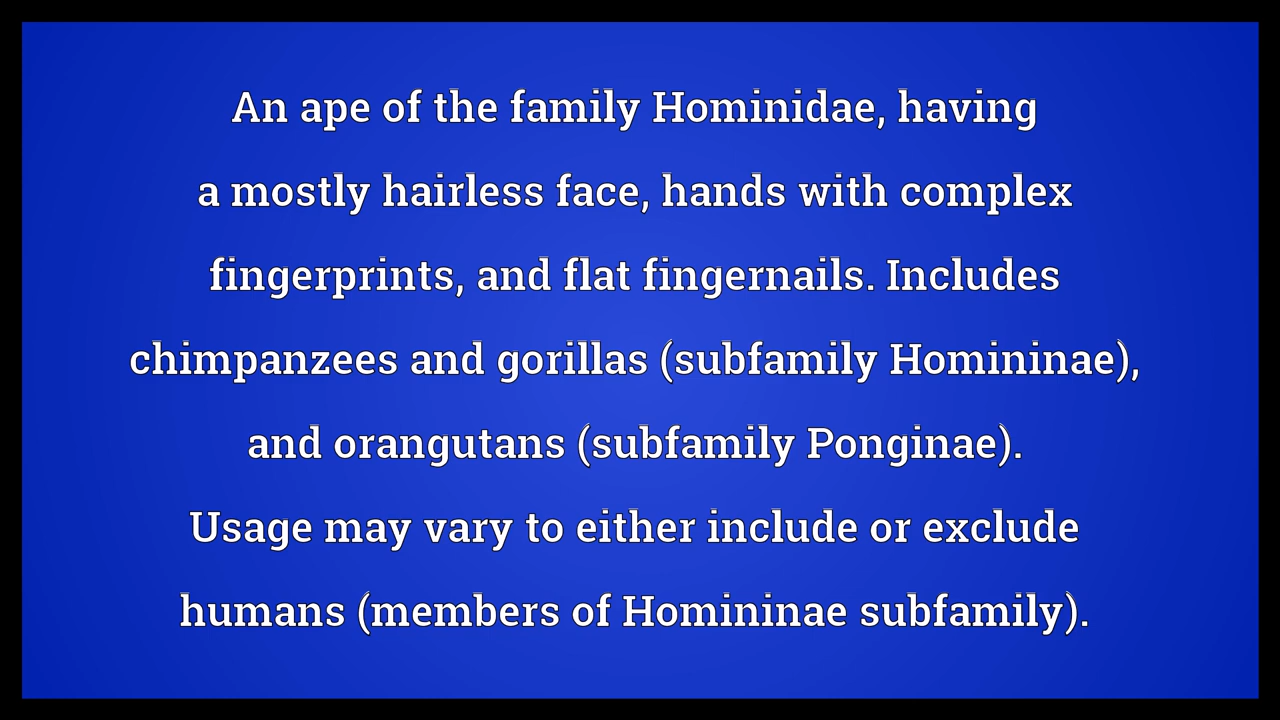 An ape of the family Hominidae, having
a mostly hairless face, hands with complex
fingerprints, and flat fingernails. Includes
chimpanzees and gorillas (subfamily Homininae),
and orangutans (subfamily Ponginae).
Usage may vary to either include or exclude
humans (members of Homininae subfamily).